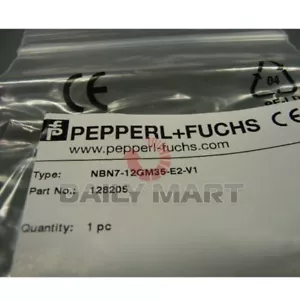 CE
04
PEPPERL+FUCHS CE
www.pepperl-fuchs.com
Type: NBN7-12GM35-E2-V1
Part No.: 128205
DAILY MART
Quantity: 1 pc